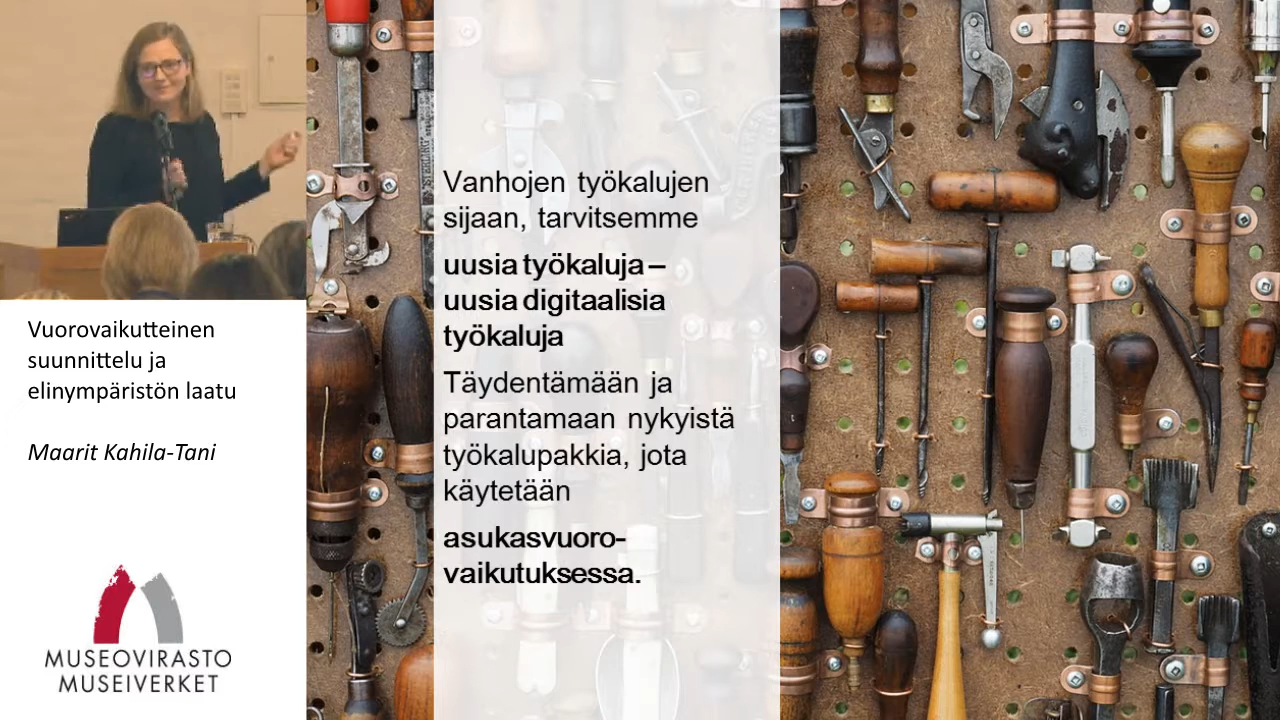 Vuorovaikutteinen
suunnittelu ja
elinympäristön laatu
Maarit Kahila-Tani
MUSEOVIRASTO
MUSEIVERKET
Vanhojen työkalujen
sijaan, tarvitsemme
uusia työkaluja –
uusia digitaalisia
työkaluja
Täydentämään ja
parantamaan nykyistä
työkalupakkia, jota
käytetään
asukasvuoro-
vaikutuksessa.